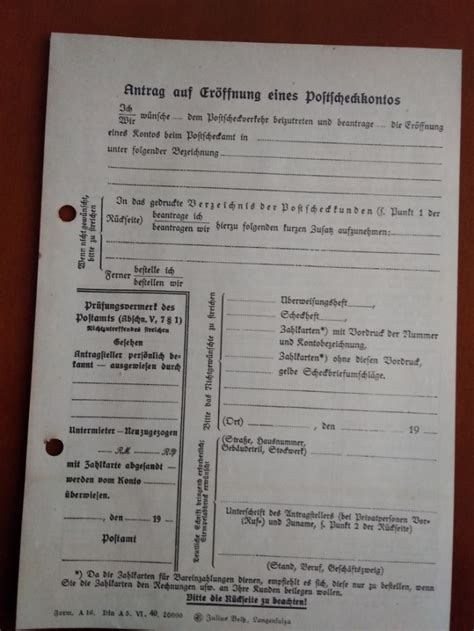 Antrag auf Eröffnung eines Postscheckkontos
Ich
Wir wünsche ..... dem Postscheckverkehr beizutreten und beantrage ..... die Eröffnung
eines Kontos beim Postscheckamt in
unter folgender Bezeichnung
Wenn nicht gewünscht,
bitte zu streichen
In das gedruckte Verzeichnis der Postscheckkunden (s. Punkt 1 der
Rückseite) beantrage ich
beantragen wir hierzu folgenden kurzen Zusatz aufzunehmen:
Ferner bestelle ich
bestellen wir
Prüfungsvermerk des
Postamts (Abschn. V, 7 § 1)
Nichtzutreffendes streichen
Gesehen
Antragsteller persönlich be-
kannt — ausgewiesen durch
Untermieter — Neuzugezogen
RM Rpf
mit Zahlkarte abgesandt —
werden vom Konto
überwiesen.
, den 19
Postamt
Bitte das Nichtgewünschte zu streichen
Überweisungsheft ,
Scheckheft ,
Zahlkarten*) mit Vordruck der Nummer
und Kontobezeichnung,
Zahlkarten*) ohne diesen Vordruck,
gelbe Scheckbriefumschläge.
Deutliche Schrift dringend erforderlich;
Stempelabdruck erwünscht
(Ort) , den 19
(Straße, Hausnummer,
Gebäudeteil, Stockwerk)
Unterschrift des Antragstellers (bei Privatpersonen Vor-
(Ruf-) und Zuname, s. Punkt 2 der Rückseite)
(Stand, Beruf, Geschäftszweig)
*) Da die Zahlkarten für Bareinzahlungen dienen, empfiehlt es sich, diese nur zu bestellen, wenn
Sie die Zahlkarten den Rechnungen usw. an Ihre Kunden beilegen wollen.
Bitte die Rückseite zu beachten!
Form. A 16. Din A 5. VI. 40. 20000 Julius Beltz, Langensalza